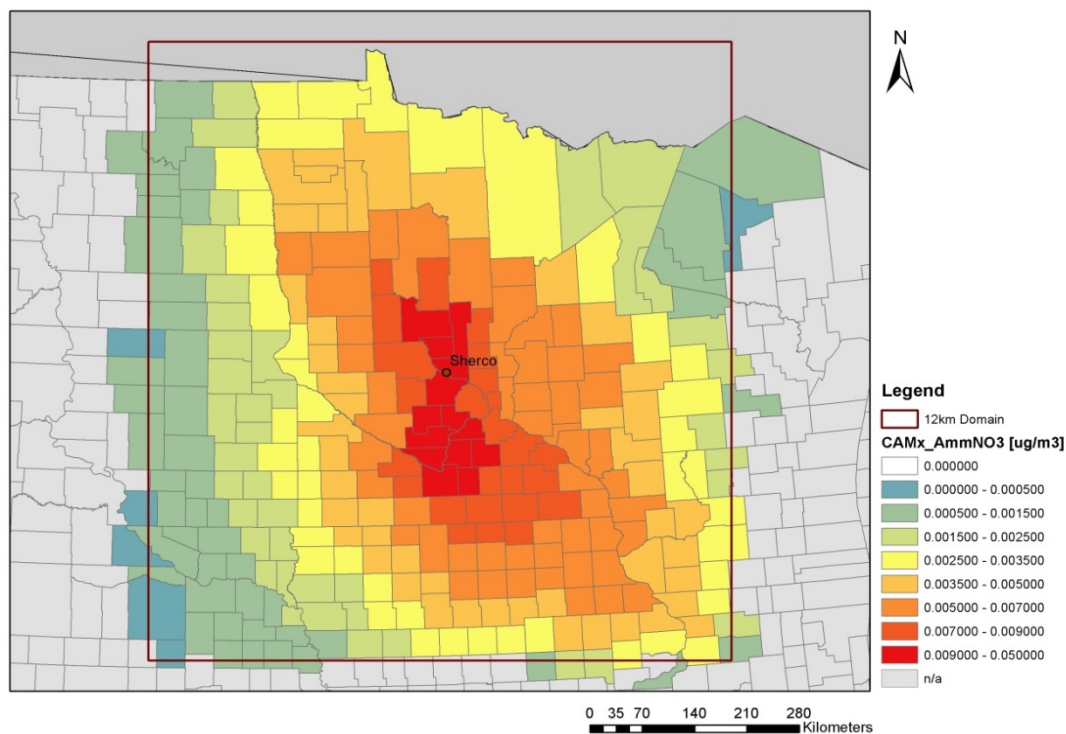 N
Sherco
Legend
12km Domain
CAMx_AmmNO3 [ug/m3]
0.000000
0.000000 - 0.000500
0.000500 - 0.001500
0.001500 - 0.002500
0.002500 - 0.003500
0.003500 - 0.005000
0.005000 - 0.007000
0.007000 - 0.009000
0.009000 - 0.050000
n/a
0 35 70 140 210 280
Kilometers